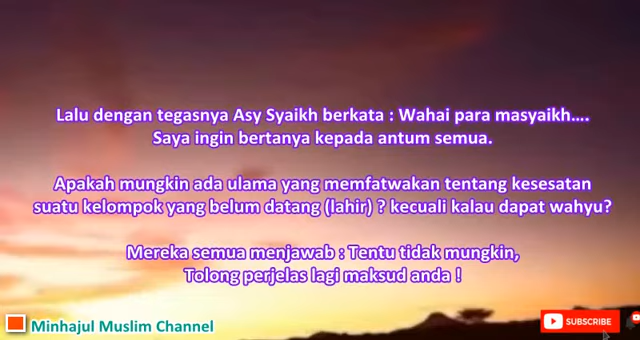 Lalu dengan tegasnya Asy Syaikh berkata : Wahai para masyaikh....
Saya ingin bertanya kepada antum semua.
Apakah mungkin ada ulama yang memfatwakan tentang kesesatan
suatu kelompok yang belum datang (lahir) ? kecuali kalau dapat wahyu?
Mereka semua menjawab : Tentu tidak mungkin,
Tolong perjelas lagi maksud anda !
Minhajul Muslim Channel
SUBSCRIBE